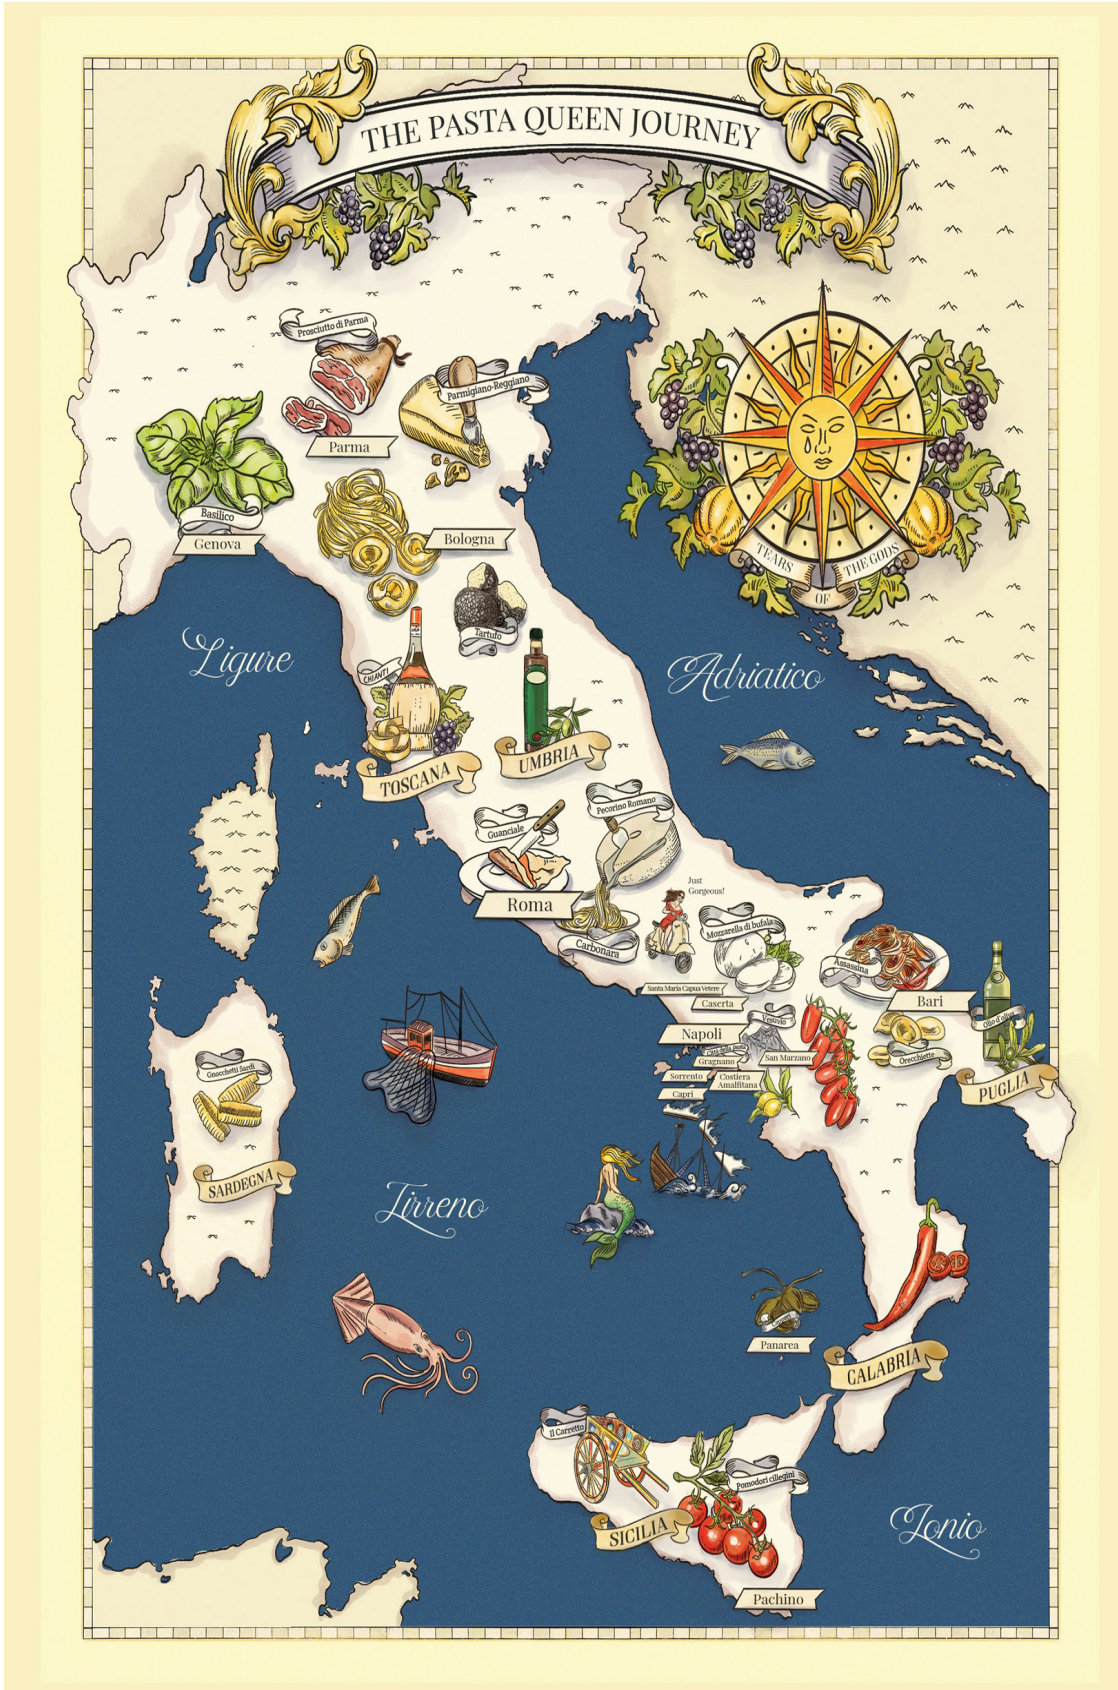 THE PASTA QUEEN JOURNEY
Prosciutto di Parma
Parmigiano-Reggiano
Parma
Basilico
Genova
Bologna
TEARS OF THE GODS
Tartufo
Ligure
CHIANTI
Adriatico
TOSCANA
UMBRIA
Guanciale
Pecorino Romano
Roma
Carbonara
Just
Gorgeous!
Mozzarella di bufala
Assassina
Santa Maria Capua Vetere
Caserta
Bari
Vesuvio
Olio d'oliva
Napoli
Città della pasta
Gragnano
San Marzano
Orecchiette
Sorrento
Costiera
Amalfitana
Capri
PUGLIA
Gnocchetti Sardi
SARDEGNA
Tirreno
Panarea
CALABRIA
Il Carretto
Pomodori ciliegini
SICILIA
Ionio
Pachino